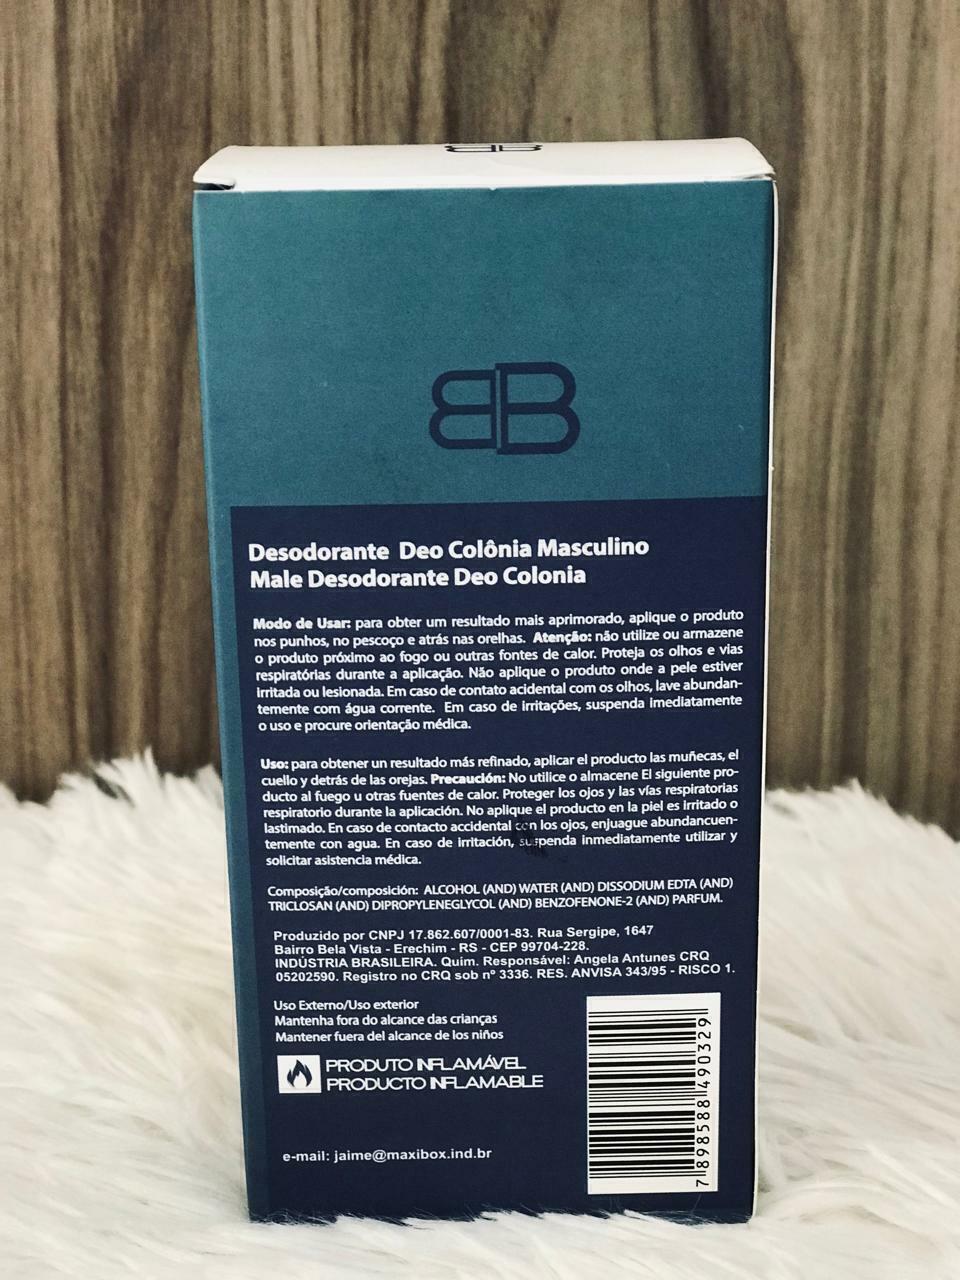 BB
BB
Desodorante Deo Colônia Masculino
Male Desodorante Deo Colonia
Modo de Usar: para obter um resultado mais aprimorado, aplique o produto
nos punhos, no pescoço e atrás nas orelhas. Atenção: não utilize ou armazene
o produto próximo ao fogo ou outras fontes de calor. Proteja os olhos e vias
respiratórias durante a aplicação. Não aplique o produto onde a pele estiver
irritada ou lesionada. Em caso de contato acidental com os olhos, lave abundan-
temente com água corrente. Em caso de irritações, suspenda imediatamente
o uso e procure orientação médica.
Uso: para obtener un resultado más refinado, aplicar el producto las muñecas, el
cuello y detrás de las orejas. Precaución: No utilice o almacene El siguiente pro-
ducto al fuego u otras fuentes de calor. Proteger los ojos y las vías respiratorias
respiratorio durante la aplicación. No aplique el producto en la piel es irritado o
lastimado. En caso de contacto accidental con los ojos, enjuague abundancuen-
temente con agua. En caso de irritación, suspenda inmediatamente utilizar y
solicitar asistencia médica.
Composição/composición: ALCOHOL (AND) WATER (AND) DISSODIUM EDTA (AND)
TRICLOSAN (AND) DIPROPYLENEGLYCOL (AND) BENZOFENONE-2 (AND) PARFUM.
Produzido por CNPJ 17.862.607/0001-83. Rua Sergipe, 1647
Bairro Bela Vista - Erechim - RS - CEP 99704-228.
INDÚSTRIA BRASILEIRA. Quim. Responsável: Angela Antunes CRQ
05202590. Registro no CRQ sob nº 3336. RES. ANVISA 343/95 - RISCO 1.
Uso Externo/Uso exterior
Mantenha fora do alcance das crianças
Mantener fuera del alcance de los niños
PRODUTO INFLAMÁVEL
PRODUCTO INFLAMABLE
e-mail: jaime@maxibox.ind.br
7 898588 490329